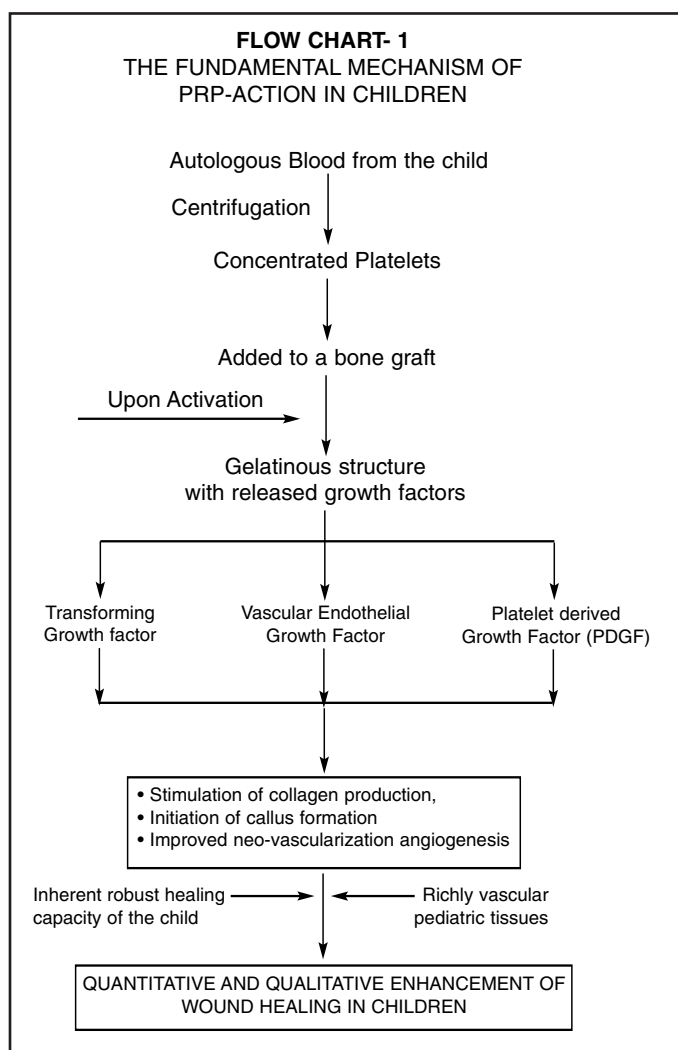 FLOW CHART- 1
THE FUNDAMENTAL MECHANISM OF
PRP-ACTION IN CHILDREN
Autologous Blood from the child
Centrifugation
Concentrated Platelets
Added to a bone graft
Upon Activation
Gelatinous structure
with released growth factors
Transforming
Growth factor
Vascular Endothelial
Growth Factor
Platelet derived
Growth Factor (PDGF)
• Stimulation of collagen production,
• Initiation of callus formation
• Improved neo-vascularization angiogenesis
Inherent robust healing
capacity of the child
Richly vascular
pediatric tissues
QUANTITATIVE AND QUALITATIVE ENHANCEMENT OF
WOUND HEALING IN CHILDREN